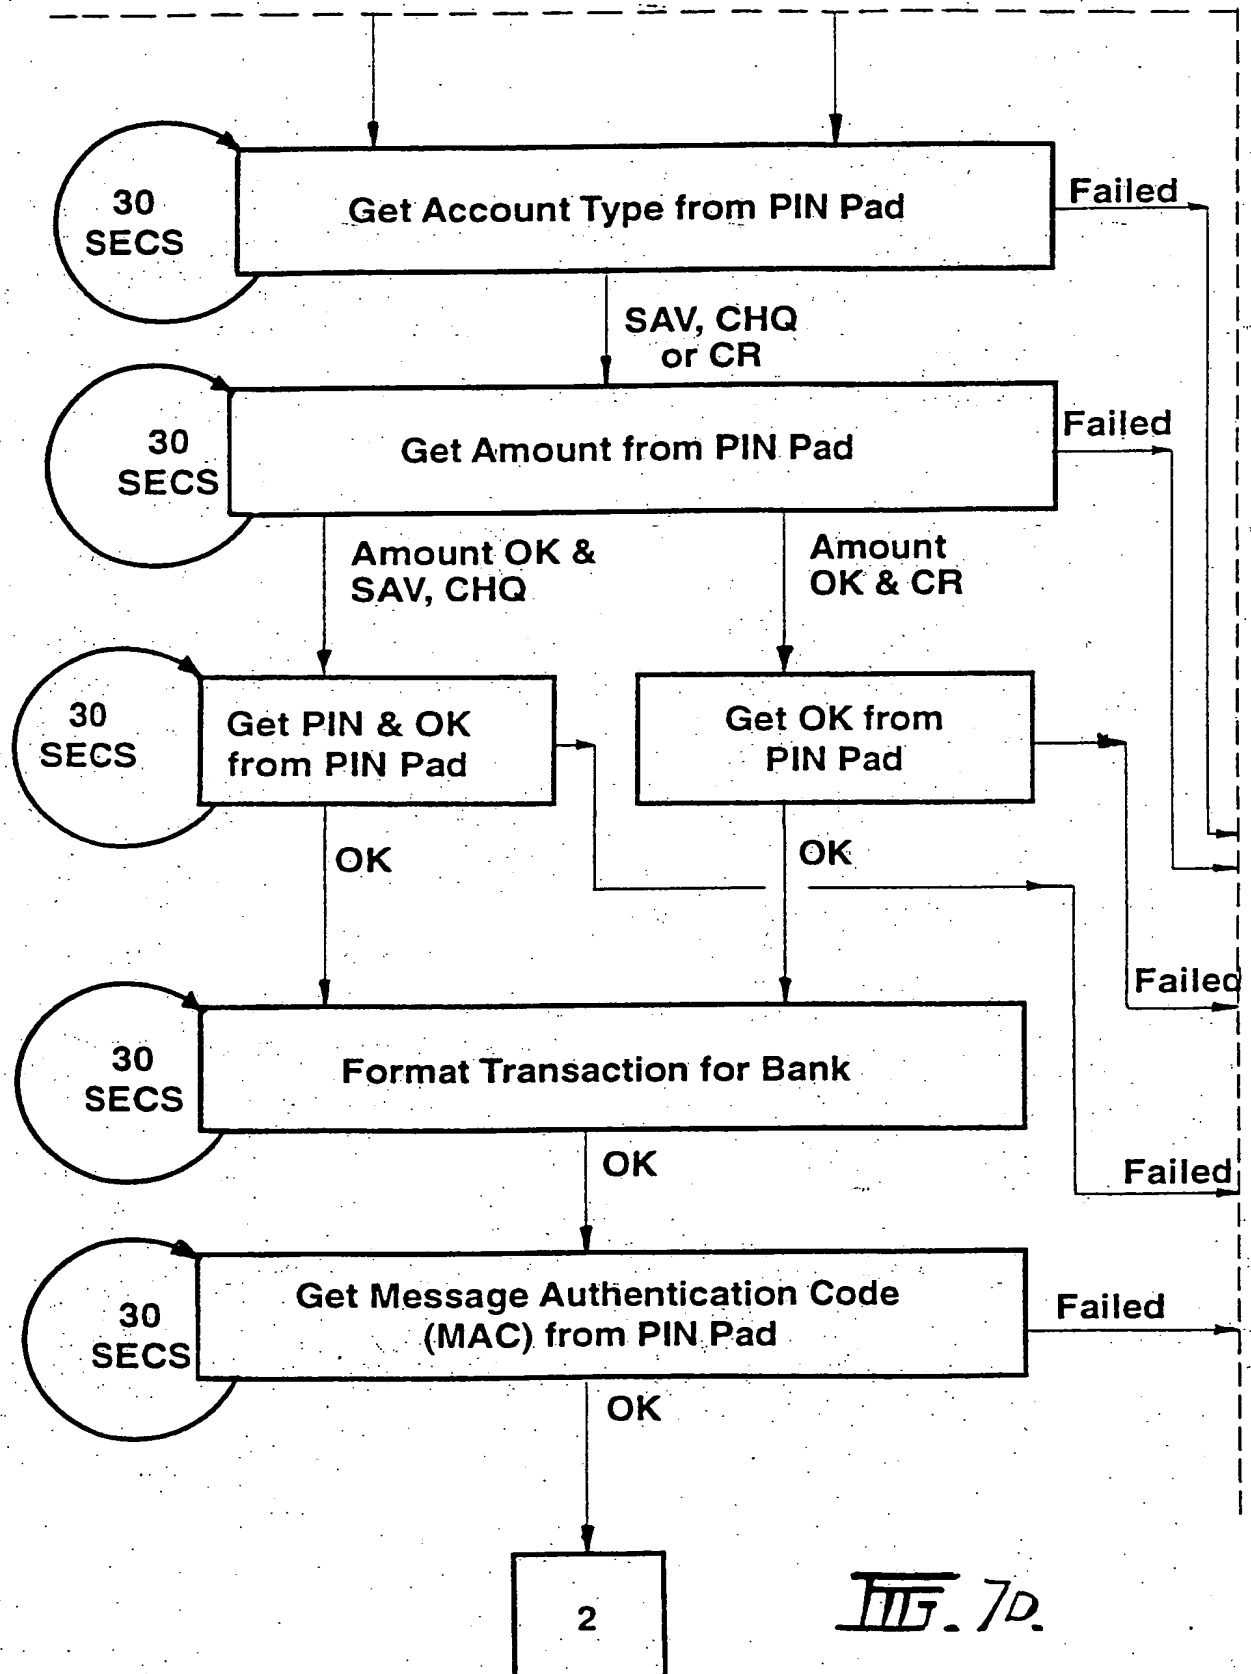 30
SECS
Get Account Type from PIN Pad
Failed
SAV, CHQ
or CR
30
SECS
Get Amount from PIN Pad
Failed
Amount OK &
SAV, CHQ
Amount
OK & CR
30
SECS
Get PIN & OK
from PIN Pad
Get OK from
PIN Pad
OK
OK
Failed
30
SECS
Format Transaction for Bank
OK
Failed
30
SECS
Get Message Authentication Code
(MAC) from PIN Pad
Failed
OK
2
FIG. 7D.